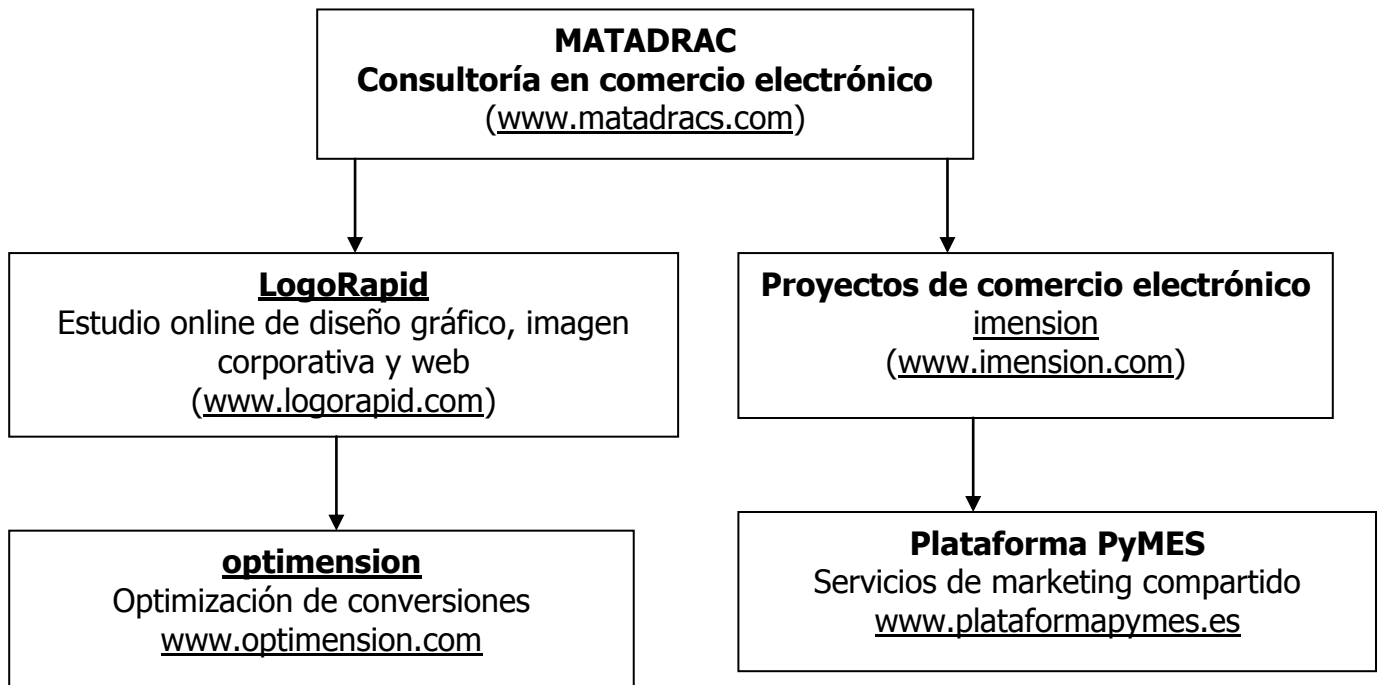 MATADRAC
Consultoría en comercio electrónico
(www.matadracs.com)
LogoRapid
Estudio online de diseño gráfico, imagen
corporativa y web
(www.logorapid.com)
Proyectos de comercio electrónico
imension
(www.imension.com)
optimension
Optimización de conversiones
www.optimension.com
Plataforma PyMES
Servicios de marketing compartido
www.plataformapymes.es